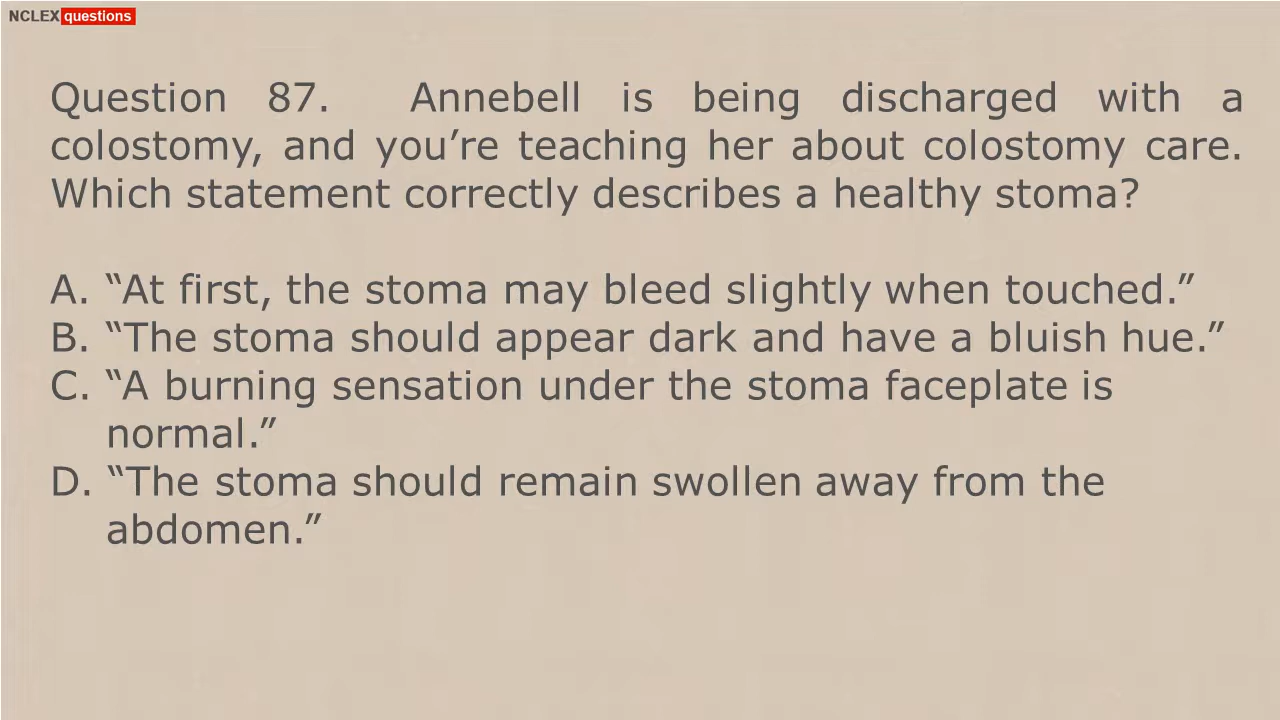 NCLEX questions
Question 87. Annebell is being discharged with a
colostomy, and you’re teaching her about colostomy care.
Which statement correctly describes a healthy stoma?
A. “At first, the stoma may bleed slightly when touched.”
B. “The stoma should appear dark and have a bluish hue.”
C. “A burning sensation under the stoma faceplate is
normal.”
D. “The stoma should remain swollen away from the
abdomen.”